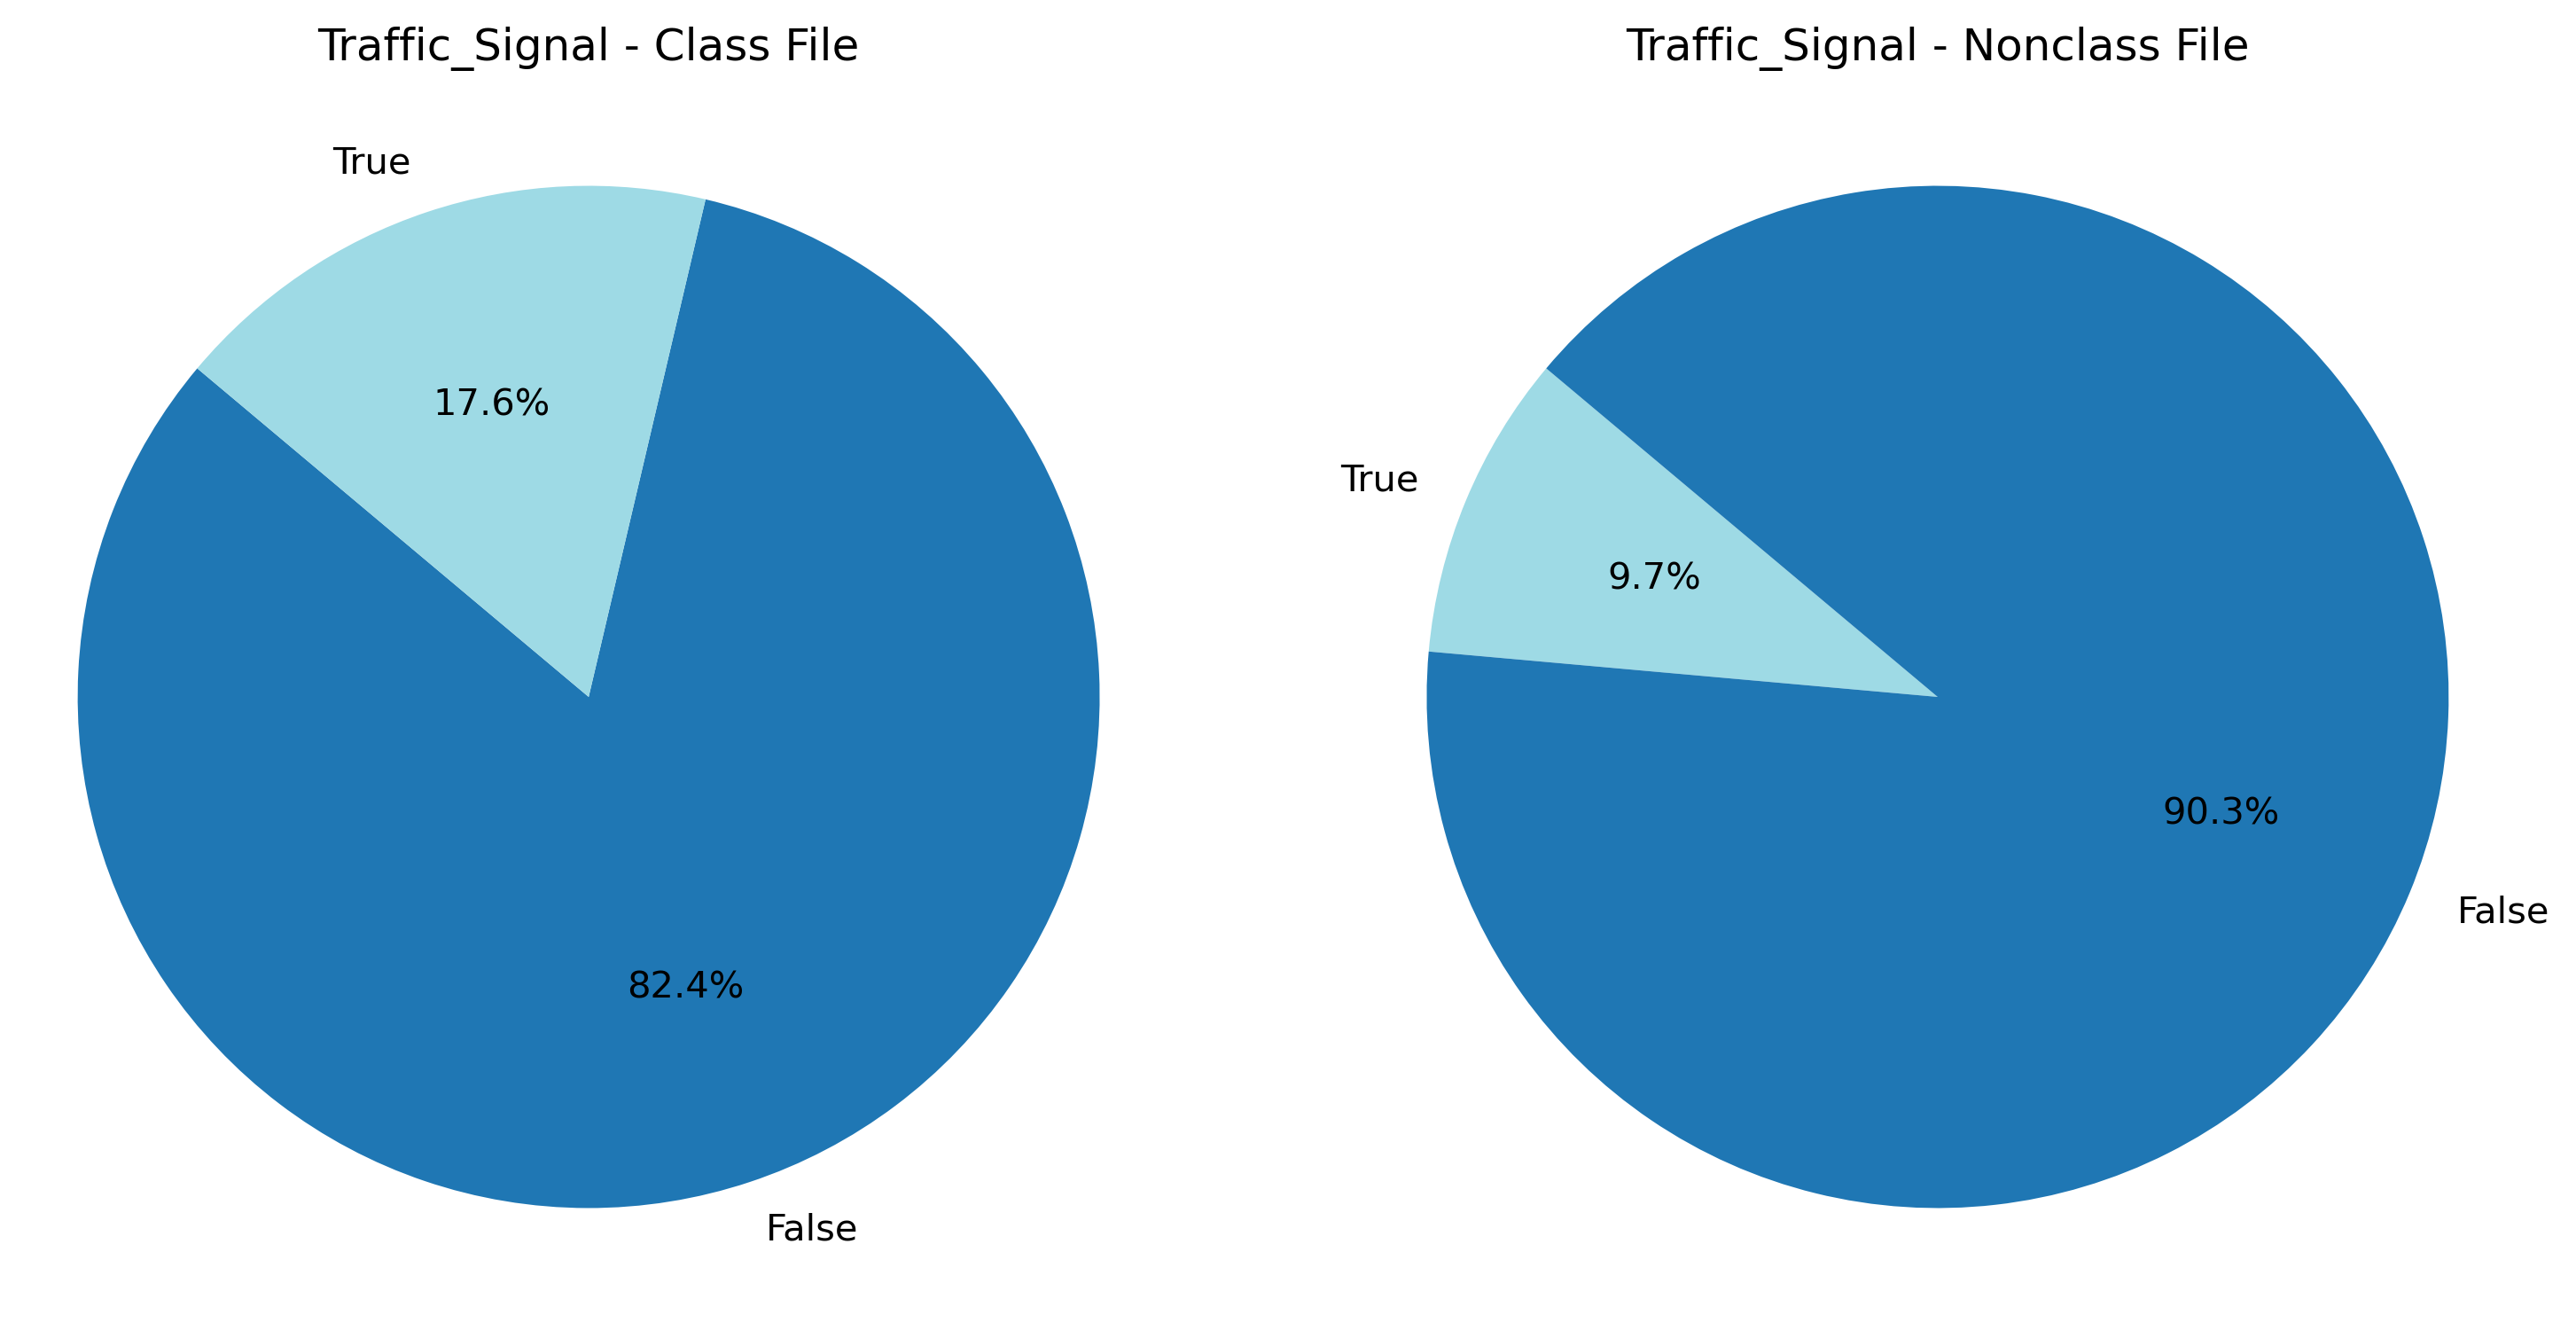 Traffic_Signal - Class File
True
17.6%
82.4%
False
Traffic_Signal - Nonclass File
True
9.7%
90.3%
False